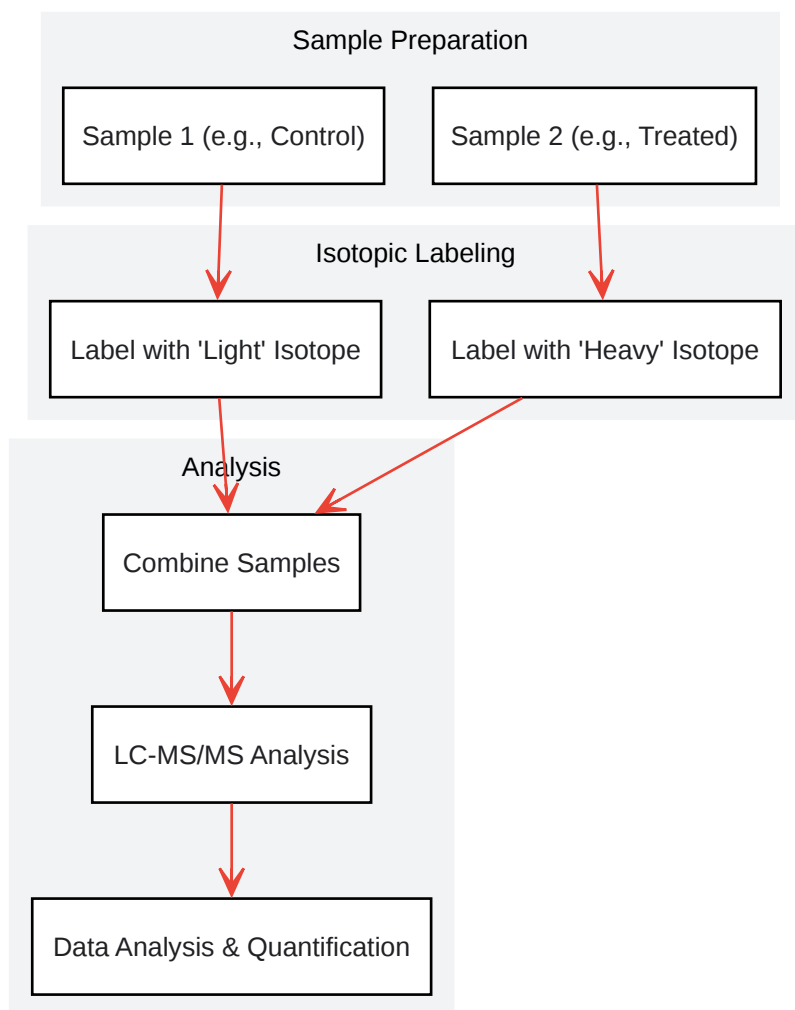 Sample Preparation
Sample 1 (e.g., Control)
Sample 2 (e.g., Treated)
Isotopic Labeling
Label with 'Light' Isotope
Label with 'Heavy' Isotope
Analysis
Combine Samples
LC-MS/MS Analysis
Data Analysis & Quantification